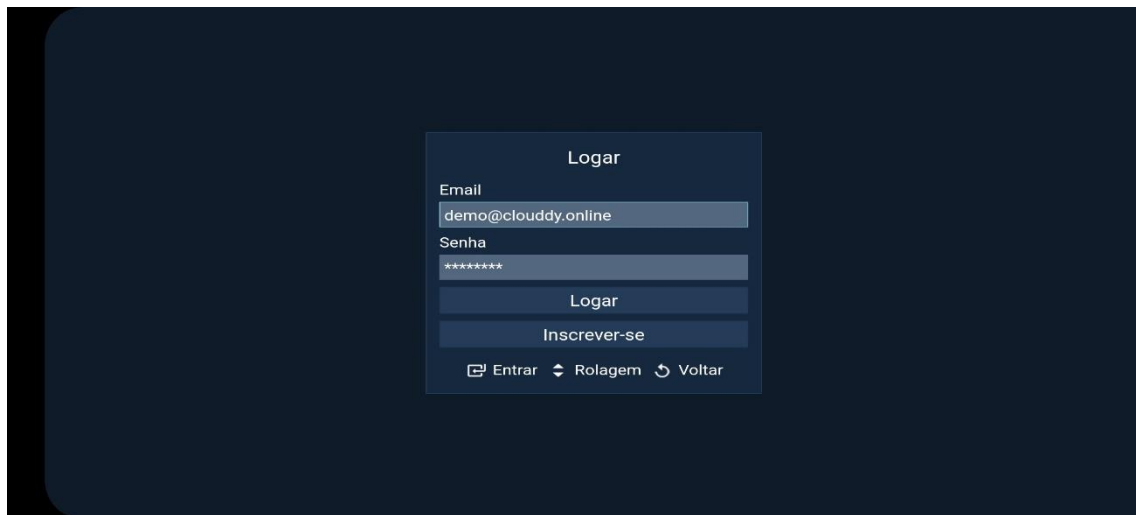 Logar
Email
demo@clouddy.online
Senha
********
Logar
Inscrever-se
Entrar Rolagem Voltar